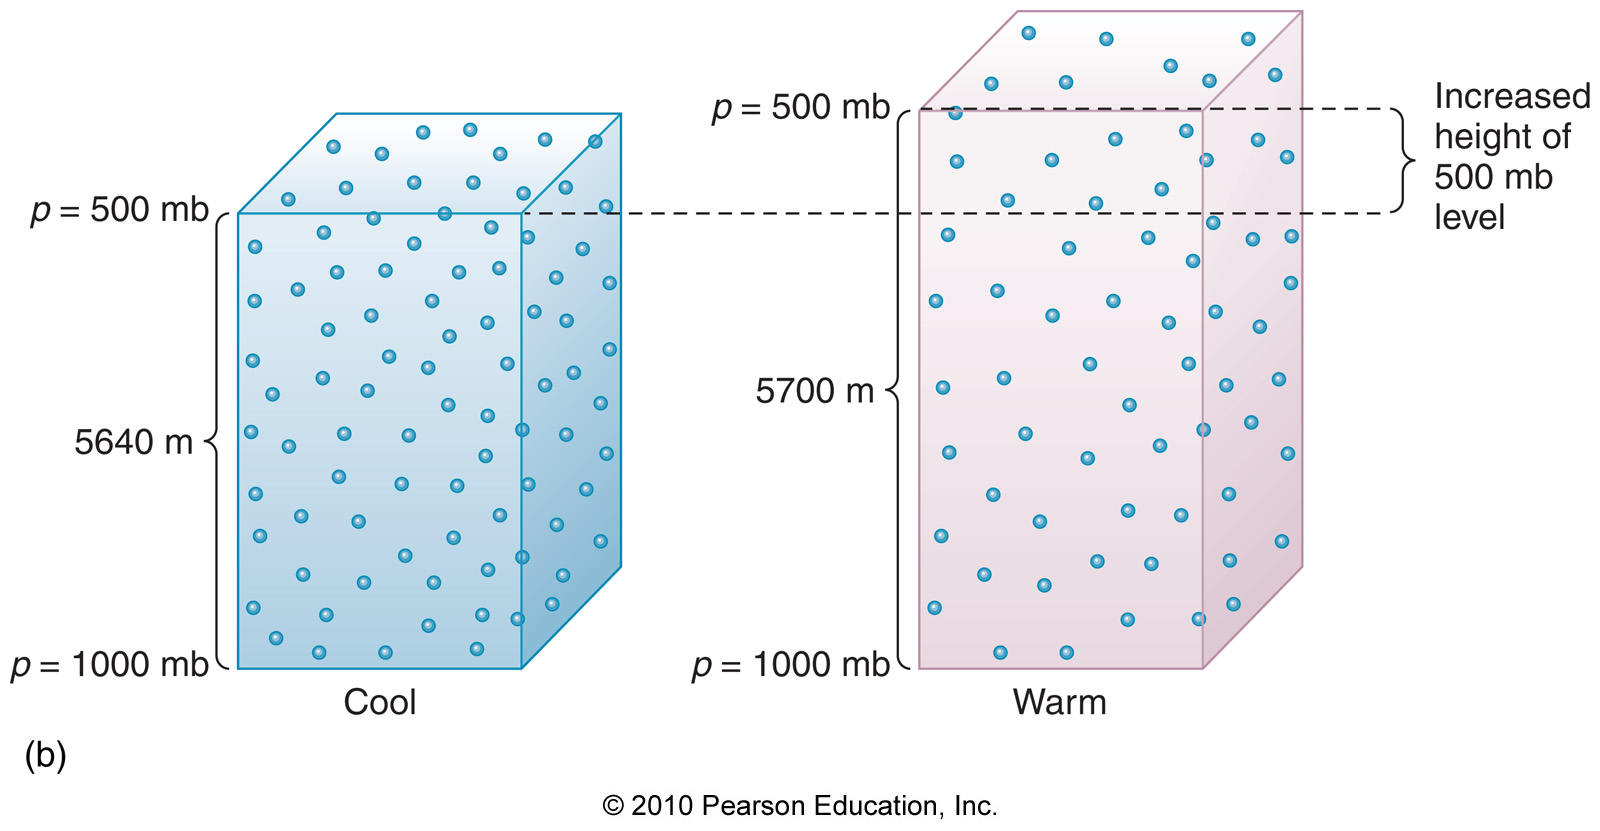 p = 500 mb
5640 m
p = 1000 mb
Cool
p = 500 mb
5700 m
p = 1000 mb
Warm
Increased
height of
500 mb
level
(b)
© 2010 Pearson Education, Inc.